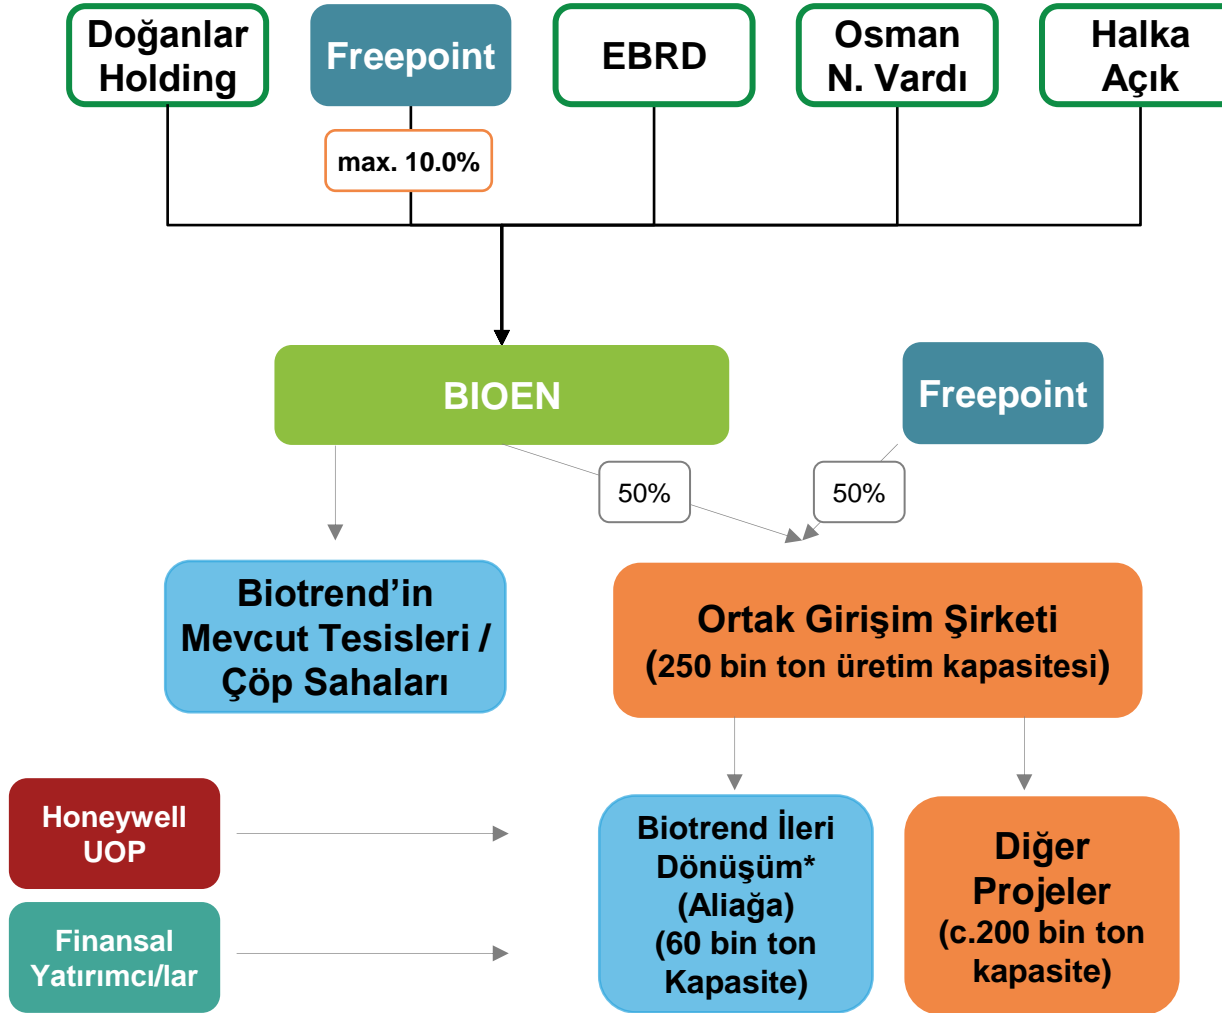 Doğanlar
Holding
Freepoint
EBRD
Osman
N. Vardı
Halka
Açık
max. 10.0%
BIOEN
Freepoint
50%
50%
Biotrend’in
Mevcut Tesisleri /
Çöp Sahaları
Ortak Girişim Şirketi
(250 bin ton üretim kapasitesi)
Honeywell
UOP
Finansal
Yatırımcı/lar
Biotrend İleri
Dönüşüm*
(Aliağa)
(60 bin ton
Kapasite)
Diğer
Projeler
(c.200 bin ton
kapasite)